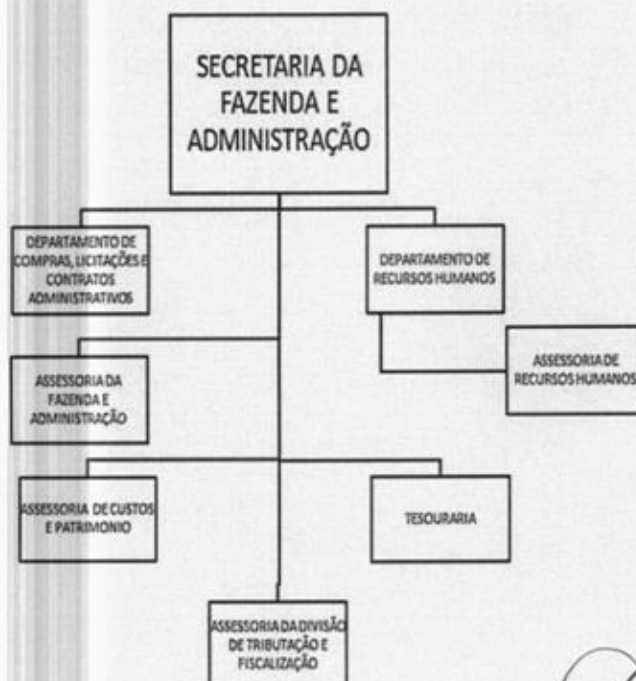 SECRETARIA DA
FAZENDA E
ADMINISTRAÇÃO
DEPARTAMENTO DE
COMPRAS, LICITAÇÕES E
CONTRATOS
ADMINISTRATIVOS
DEPARTAMENTO DE
RECURSOS HUMANOS
ASSESSORIA DA
FAZENDA E
ADMINISTRAÇÃO
ASSESSORIA DE
RECURSOS HUMANOS
ASSESSORIA DE CUSTOS
E PATRIMONIO
TESOURARIA
ASSESSORIA DA DIVISÃO
DE TRIBUTAÇÃO E
FISCALIZAÇÃO